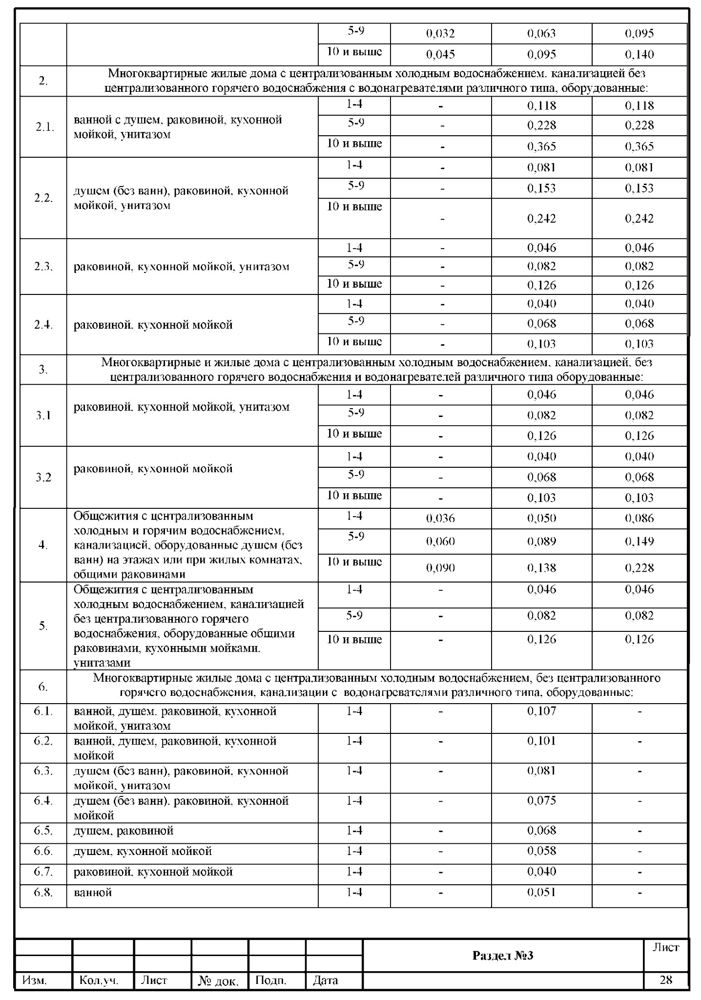 5-9 0,032 0,063 0,095
10 и выше 0,045 0,095 0,140
2. Многоквартирные жилые дома с централизованным холодным водоснабжением, канализацией без
централизованного горячего водоснабжения с водонагревателями различного типа, оборудованные:
2.1. ванной с душем, раковиной, кухонной
мойкой, унитазом
1-4 - 0,118 0,118
5-9 - 0,228 0,228
10 и выше - 0,365 0,365
2.2. душем (без ванн), раковиной, кухонной
мойкой, унитазом
1-4 - 0,081 0,081
5-9 - 0,153 0,153
10 и выше - 0,242 0,242
2.3. раковиной, кухонной мойкой, унитазом
1-4 - 0,046 0,046
5-9 - 0,082 0,082
10 и выше - 0,126 0,126
2.4. раковиной, кухонной мойкой
1-4 - 0,040 0,040
5-9 - 0,068 0,068
10 и выше - 0,103 0,103
3. Многоквартирные и жилые дома с централизованным холодным водоснабжением, канализацией, без
централизованного горячего водоснабжения и водонагревателей различного типа оборудованные:
3.1 раковиной, кухонной мойкой, унитазом
1-4 - 0,046 0,046
5-9 - 0,082 0,082
10 и выше - 0,126 0,126
3.2 раковиной, кухонной мойкой
1-4 - 0,040 0,040
5-9 - 0,068 0,068
10 и выше - 0,103 0,103
4. Общежития с централизованным
холодным и горячим водоснабжением,
канализацией, оборудованные душем (без
ванн) на этажах или при жилых комнатах,
общими раковинами
1-4 0,036 0,050 0,086
5-9 0,060 0,089 0,149
10 и выше 0,090 0,138 0,228
5. Общежития с централизованным
холодным водоснабжением, канализацией
без централизованного горячего
водоснабжения, оборудованные общими
раковинами, кухонными мойками,
унитазами
1-4 - 0,046 0,046
5-9 - 0,082 0,082
10 и выше - 0,126 0,126
6. Многоквартирные жилые дома с централизованным холодным водоснабжением, без централизованного
горячего водоснабжения, канализации с водонагревателями различного типа, оборудованные:
6.1. ванной, душем, раковиной, кухонной 1-4 - 0,107 -
мойкой, унитазом
6.2. ванной, душем, раковиной, кухонной 1-4 - 0,101 -
мойкой
6.3. душем (без ванн), раковиной, кухонной 1-4 - 0,081 -
мойкой, унитазом
6.4. душем (без ванн), раковиной, кухонной 1-4 - 0,075 -
мойкой
6.5. душем, раковиной 1-4 - 0,068 -
6.6. душем, кухонной мойкой 1-4 - 0,058 -
6.7. раковиной, кухонной мойкой 1-4 - 0,040 -
6.8. ванной 1-4 - 0,051 -
Раздел №3 Лист
Изм. Кол.уч. Лист № док. Подп. Дата 28